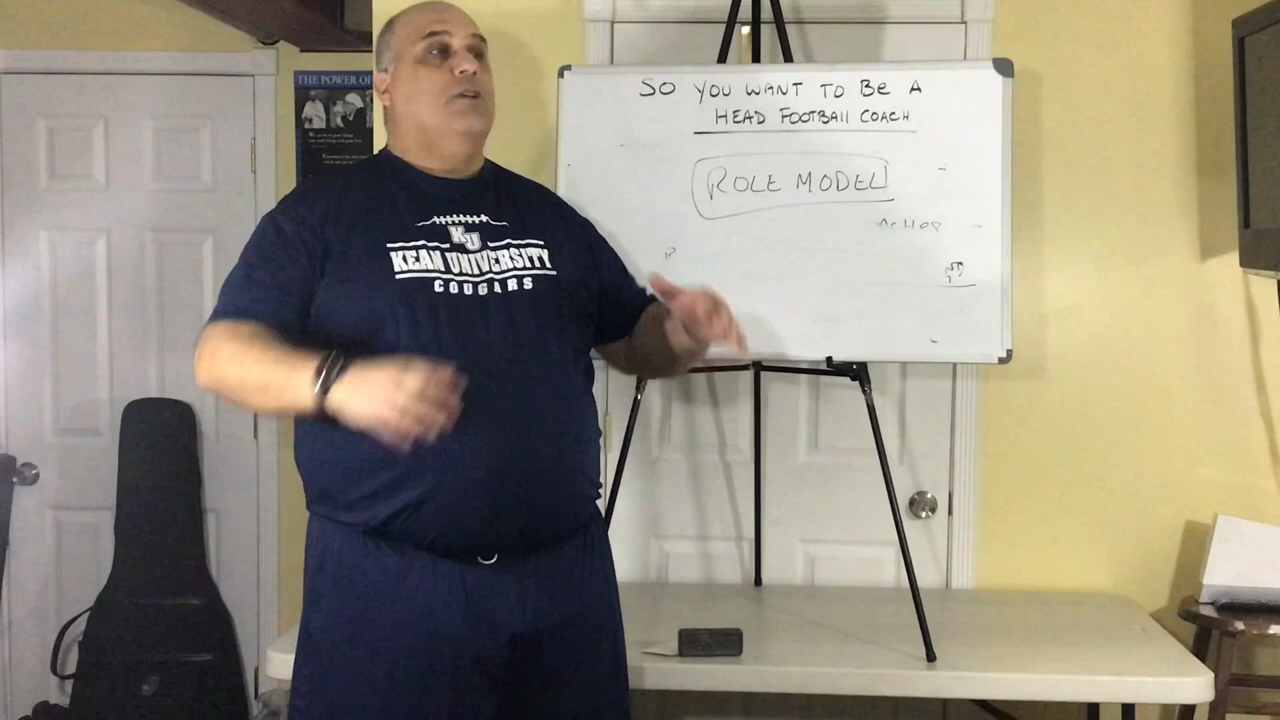 THE POWER OF
SO YOU WANT TO BE A
HEAD FOOTBALL COACH
ROLE MODEL
KU
KEAN UNIVERSITY
COUGARS